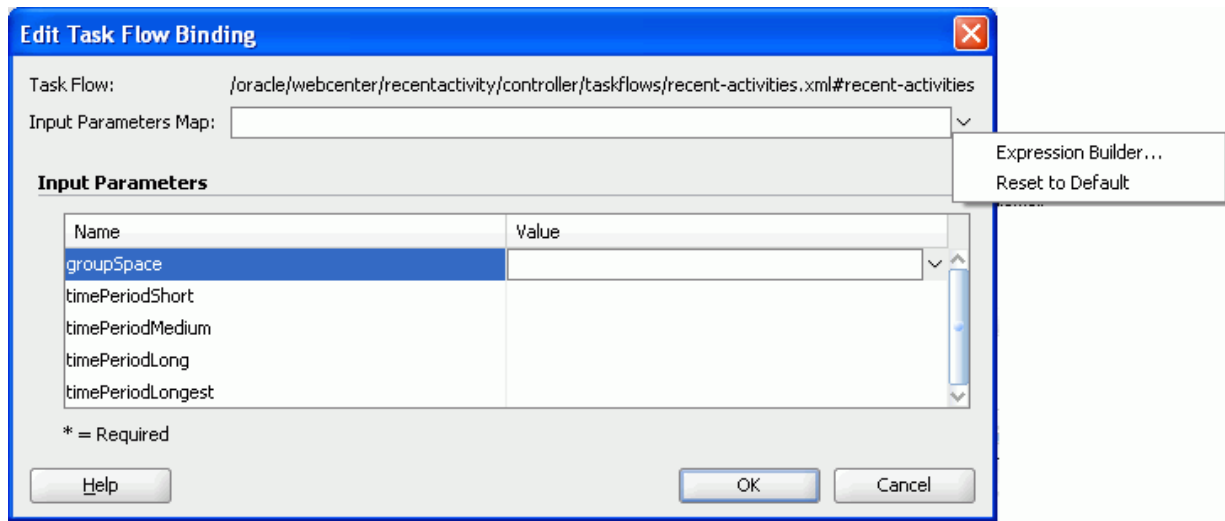 Edit Task Flow Binding
Task Flow: /oracle/webcenter/recentactivity/controller/taskflows/recent-activities.xml#recent-activities
Input Parameters Map:
Expression Builder...
Reset to Default
Input Parameters
Name Value
groupSpace
timePeriodShort
timePeriodMedium
timePeriodLong
timePeriodLongest
* = Required
Help OK Cancel